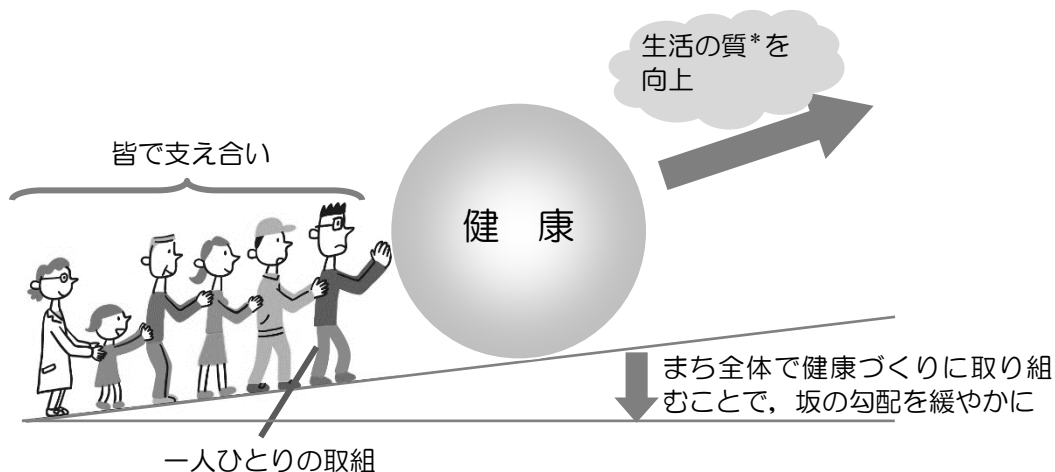 生活の質*を
向上
皆で支え合い
健　康
まち全体で健康づくりに取り組
むことで，坂の勾配を緩やかに
一人ひとりの取組